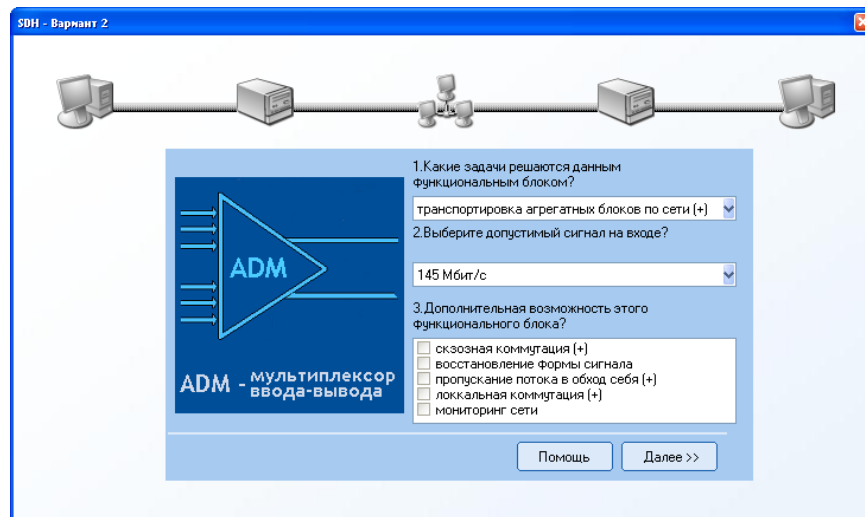 SDH - Вариант 2
1.Какие задачи решаются данным
функциональным блоком?
транспортировка агрегатных блоков по сети (+)
2.Выберите допустимый сигнал на входе?
145 Мбит/с
3.Дополнительная возможность этого
функционального блока?
скзозная коммутация (+)
восстановление формы сигнала
пропускание потока в обход себя (+)
локкальная коммутация (+)
мониторинг сети
ADM
ADM - мультиплексор
ввода-вывода
Помощь
Далее >>